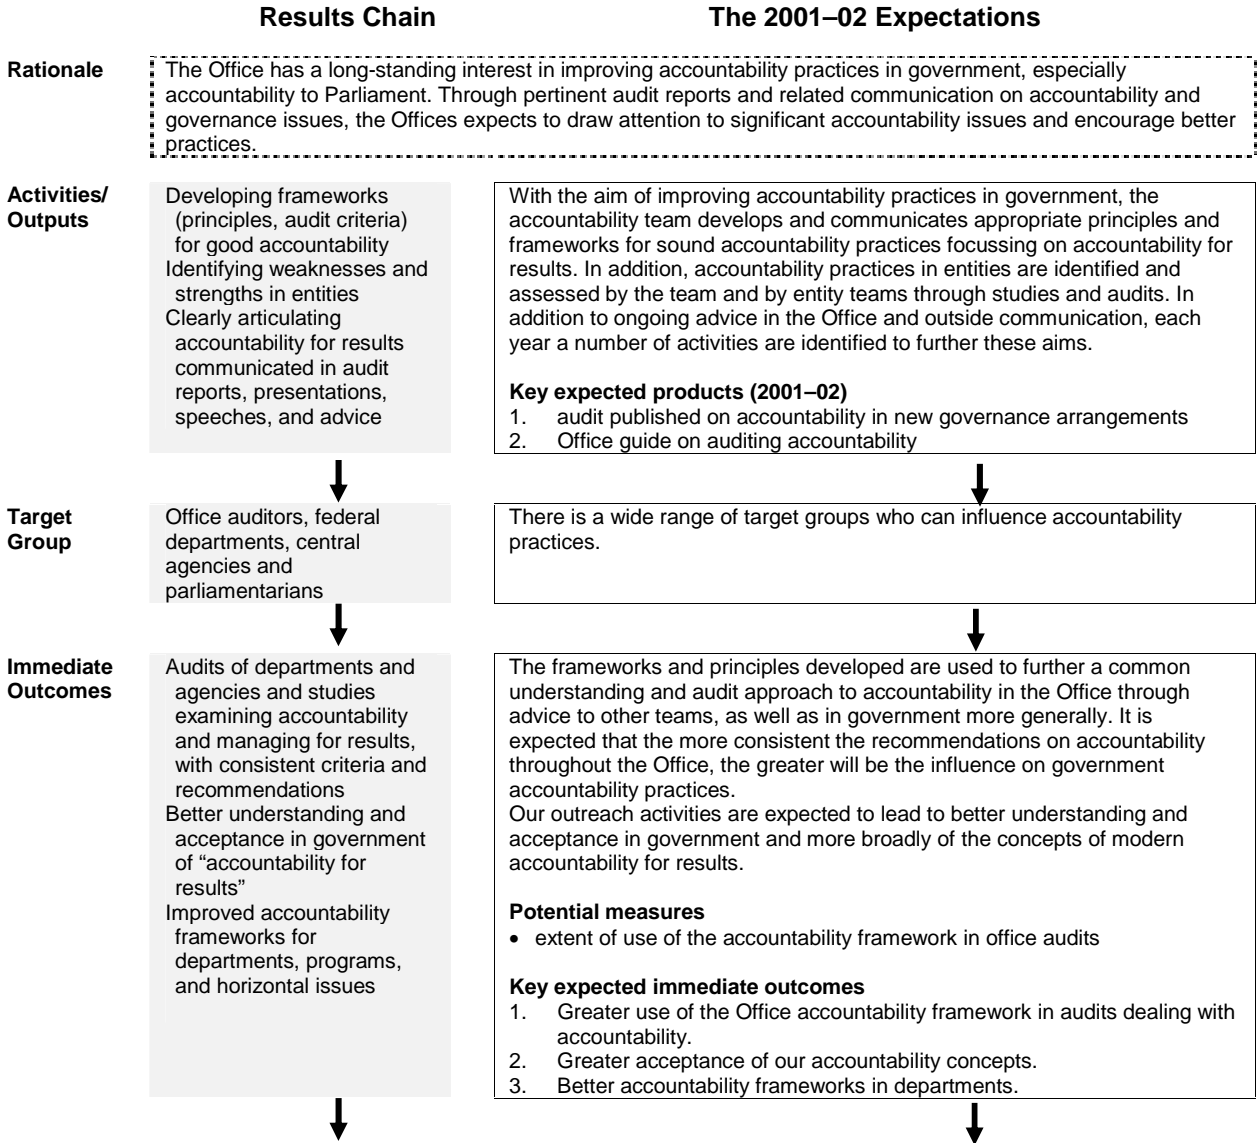 Results Chain
The 2001–02 Expectations
Rationale
The Office has a long-standing interest in improving accountability practices in government, especially
accountability to Parliament. Through pertinent audit reports and related communication on accountability and
governance issues, the Offices expects to draw attention to significant accountability issues and encourage better
practices.
Activities/
Outputs
Developing frameworks
(principles, audit criteria)
for good accountability
Identifying weaknesses and
strengths in entities
Clearly articulating
accountability for results
communicated in audit
reports, presentations,
speeches, and advice
With the aim of improving accountability practices in government, the
accountability team develops and communicates appropriate principles and
frameworks for sound accountability practices focussing on accountability for
results. In addition, accountability practices in entities are identified and
assessed by the team and by entity teams through studies and audits. In
addition to ongoing advice in the Office and outside communication, each
year a number of activities are identified to further these aims.
Key expected products (2001–02)
1. audit published on accountability in new governance arrangements
2. Office guide on auditing accountability
Target
Group
Office auditors, federal
departments, central
agencies and
parliamentarians
There is a wide range of target groups who can influence accountability
practices.
Immediate
Outcomes
Audits of departments and
agencies and studies
examining accountability
and managing for results,
with consistent criteria and
recommendations
Better understanding and
acceptance in government
of “accountability for
results”
Improved accountability
frameworks for
departments, programs,
and horizontal issues
The frameworks and principles developed are used to further a common
understanding and audit approach to accountability in the Office through
advice to other teams, as well as in government more generally. It is
expected that the more consistent the recommendations on accountability
throughout the Office, the greater will be the influence on government
accountability practices.
Our outreach activities are expected to lead to better understanding and
acceptance in government and more broadly of the concepts of modern
accountability for results.
Potential measures
• extent of use of the accountability framework in office audits
Key expected immediate outcomes
1. Greater use of the Office accountability framework in audits dealing with
accountability.
2. Greater acceptance of our accountability concepts.
3. Better accountability frameworks in departments.